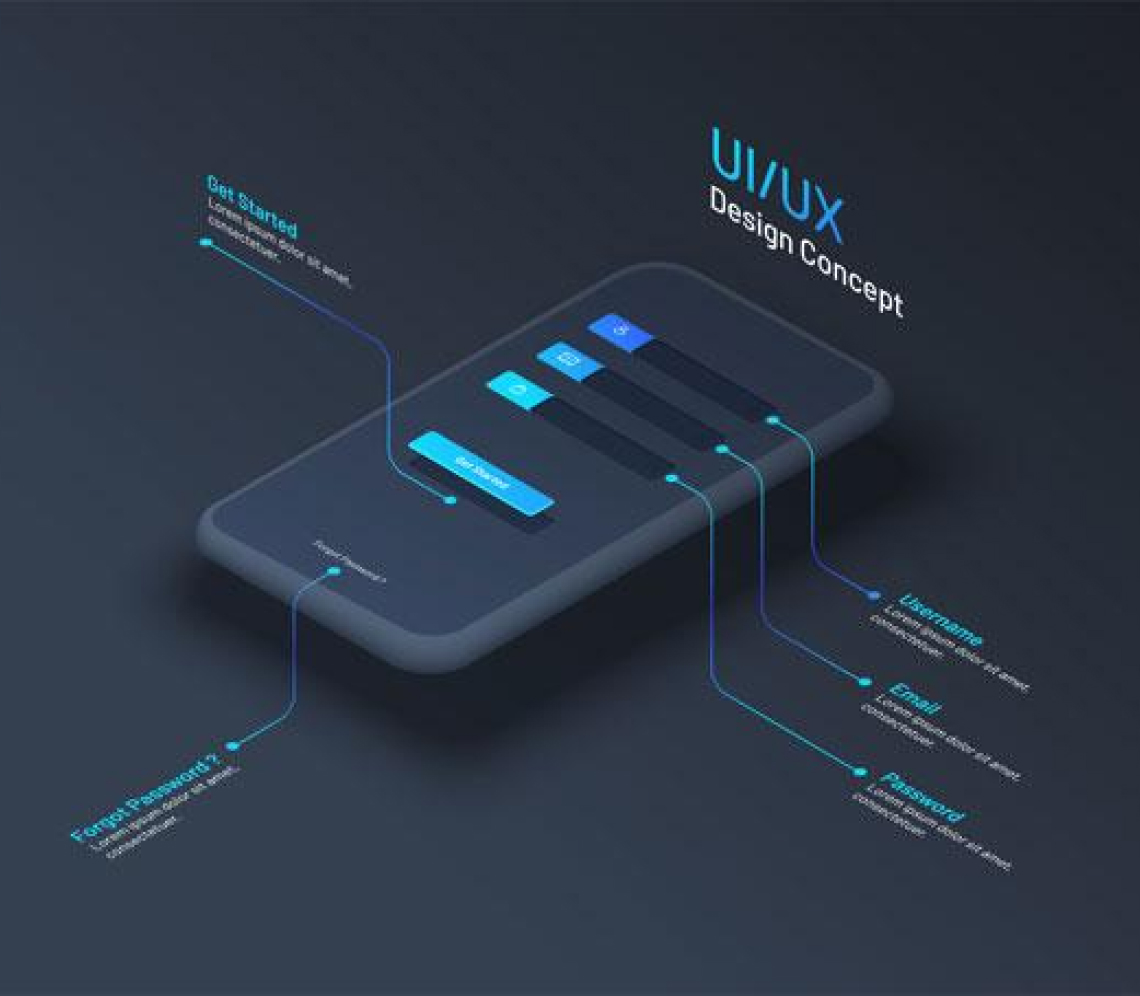 UI/UX
Design Concept
Get Started
Lorem ipsum dolor sit amet,
consectetuer.
Get Started
Forgot Password?
Username
Lorem ipsum dolor sit amet,
consectetuer.
Email
Lorem ipsum dolor sit amet,
consectetuer.
Password
Lorem ipsum dolor sit amet,
consectetuer.
Forgot Password ?
Lorem ipsum dolor sit amet,
consectetuer.